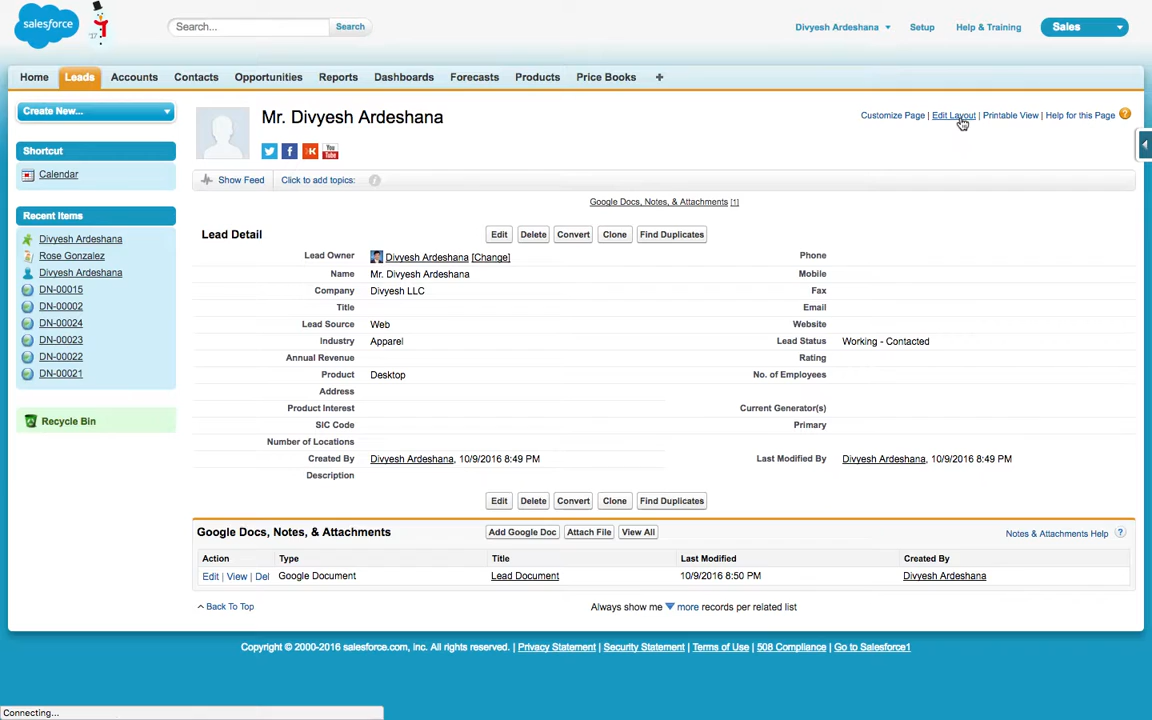 salesforce
'17
Search...
Search
Divyesh Ardeshana
Setup
Help & Training
Sales
Home
Leads
Accounts
Contacts
Opportunities
Reports
Dashboards
Forecasts
Products
Price Books
+
Create New...
Shortcut
Calendar
Recent Items
Divyesh Ardeshana
Rose Gonzalez
Divyesh Ardeshana
DN-00015
DN-00002
DN-00024
DN-00023
DN-00022
DN-00021
Recycle Bin
Mr. Divyesh Ardeshana
Customize Page | Edit Layout | Printable View | Help for this Page ?
You Tube
Show Feed
Click to add topics:
Google Docs, Notes, & Attachments [1]
Lead Detail
Edit Delete Convert Clone Find Duplicates
Lead Owner Divyesh Ardeshana [Change] Phone
Name Mr. Divyesh Ardeshana Mobile
Company Divyesh LLC Fax
Title Email
Lead Source Web Website
Industry Apparel Lead Status Working - Contacted
Annual Revenue Rating
Product Desktop No. of Employees
Address
Product Interest Current Generator(s)
SIC Code Primary
Number of Locations
Created By Divyesh Ardeshana, 10/9/2016 8:49 PM Last Modified By Divyesh Ardeshana, 10/9/2016 8:49 PM
Description
Edit Delete Convert Clone Find Duplicates
Google Docs, Notes, & Attachments Add Google Doc Attach File View All Notes & Attachments Help ?
Action Type Title Last Modified Created By
Edit | View | Del Google Document Lead Document 10/9/2016 8:50 PM Divyesh Ardeshana
Back To Top Always show me more records per related list
Copyright © 2000-2016 salesforce.com, inc. All rights reserved. | Privacy Statement | Security Statement | Terms of Use | 508 Compliance | Go to Salesforce1
Connecting...